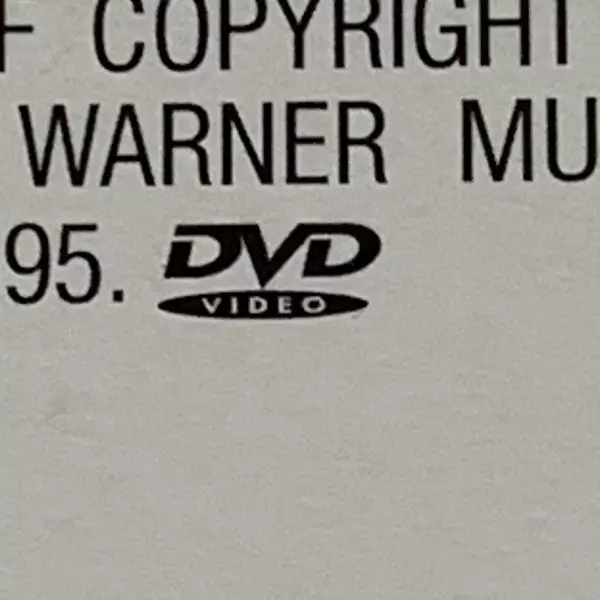 F COPYRIGHT
WARNER MU
95. DVD
VIDEO